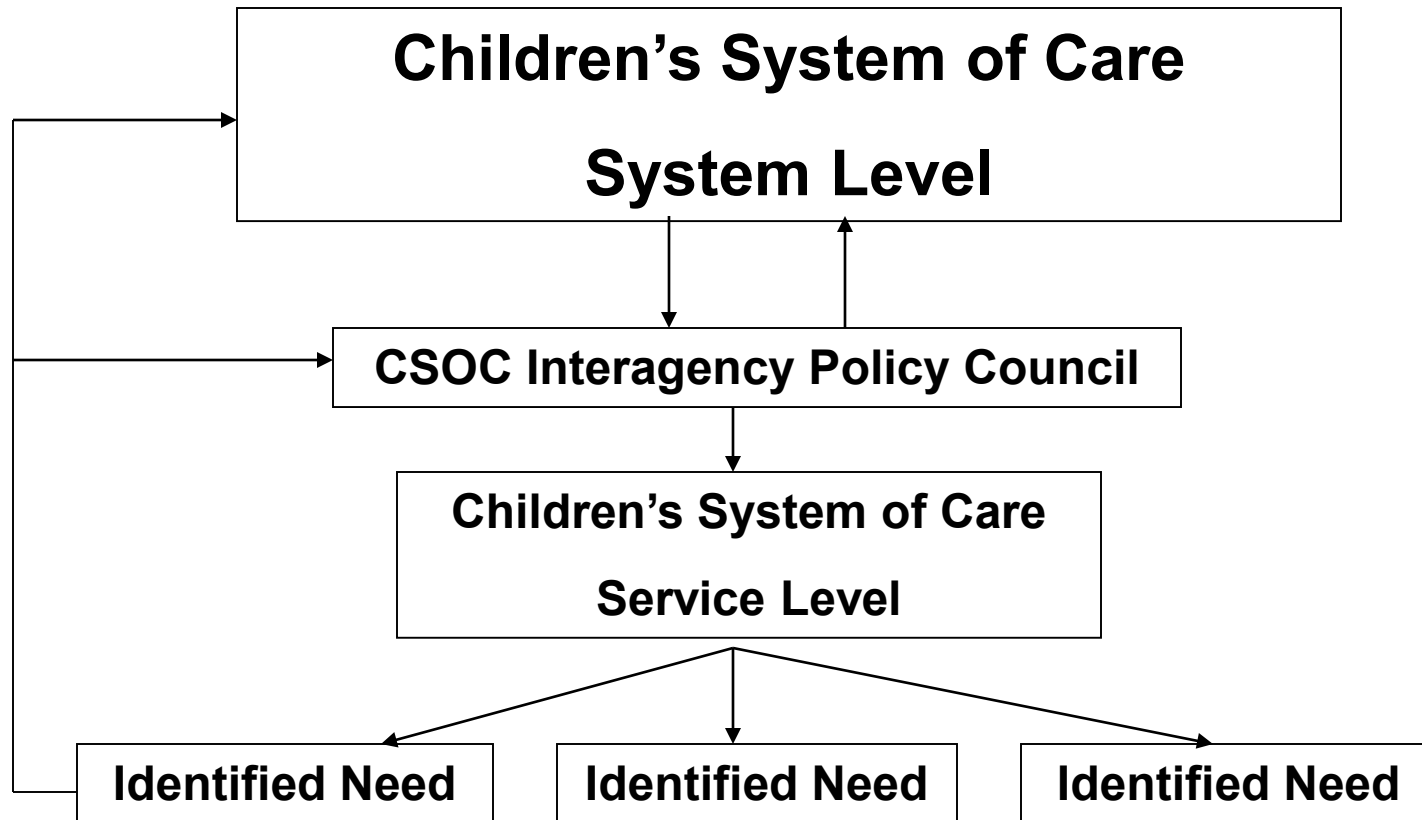 Children’s System of Care
System Level
CSOC Interagency Policy Council
Children’s System of Care
Service Level
Identified Need
Identified Need
Identified Need